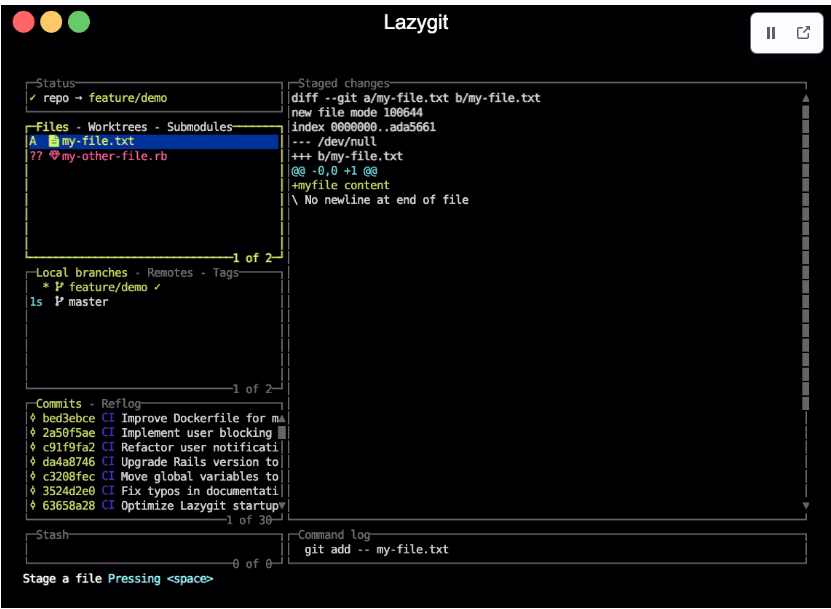 Lazygit
Status
✓ repo → feature/demo
Files - Worktrees - Submodules
A my-file.txt
?? my-other-file.rb
1 of 2
Local branches - Remotes - Tags
* feature/demo ✓
1s master
1 of 2
Commits - Reflog
bed3ebce CI Improve Dockerfile for m
2a50f5ae CI Implement user blocking
c91f9fa2 CI Refactor user notificati
da4a8746 CI Upgrade Rails version to
c3208fec CI Move global variables to
3524d2e0 CI Fix typos in documentati
63658a28 CI Optimize Lazygit startup
1 of 30
Stash
0 of 0
Staged changes
diff --git a/my-file.txt b/my-file.txt
new file mode 100644
index 0000000..ada5661
--- /dev/null
+++ b/my-file.txt
@@ -0,0 +1 @@
+myfile content
\ No newline at end of file
Command log
git add -- my-file.txt
Stage a file Pressing <space>